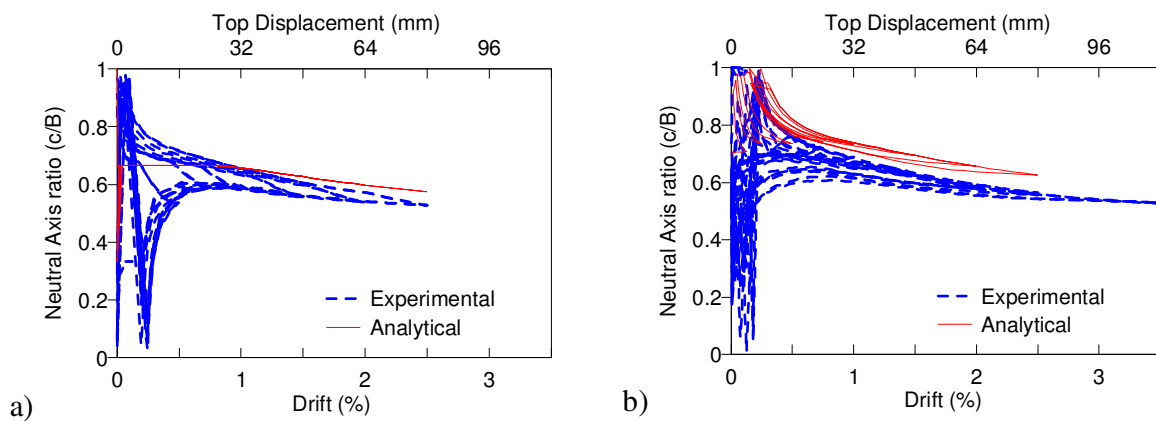 Top Displacement (mm)
0 32 64 96
Neutral Axis ratio (c/B)
1
0.8
0.6
0.4
0.2
0
Experimental
Analytical
0 1 2 3
Drift (%)
a)
Top Displacement (mm)
0 32 64 96
Neutral Axis ratio (c/B)
1
0.8
0.6
0.4
0.2
0
Experimental
Analytical
0 1 2 3
Drift (%)
b)